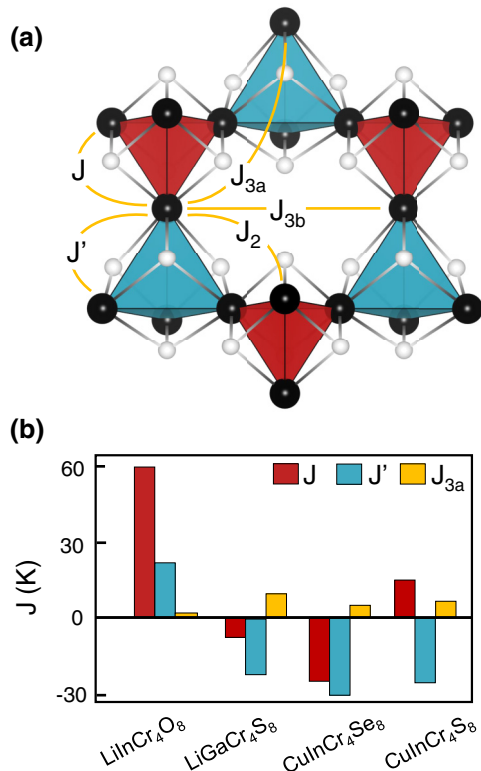 (a)
J
J₃ₐ
J₃b
J'
J₂
(b)
J J' J₃ₐ
J (K)
60
30
0
-30
LiInCr₄O₈
LiGaCr₄S₈
CuInCr₄Se₈
CuInCr₄S₈